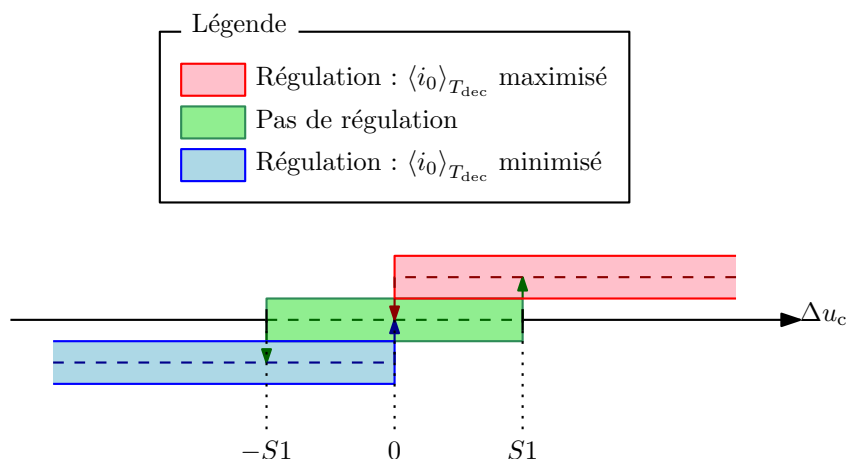 Légende
Régulation : ⟨i₀⟩_{T_dec} maximisé
Pas de régulation
Régulation : ⟨i₀⟩_{T_dec} minimisé
Δu_c
−S1 0 S1